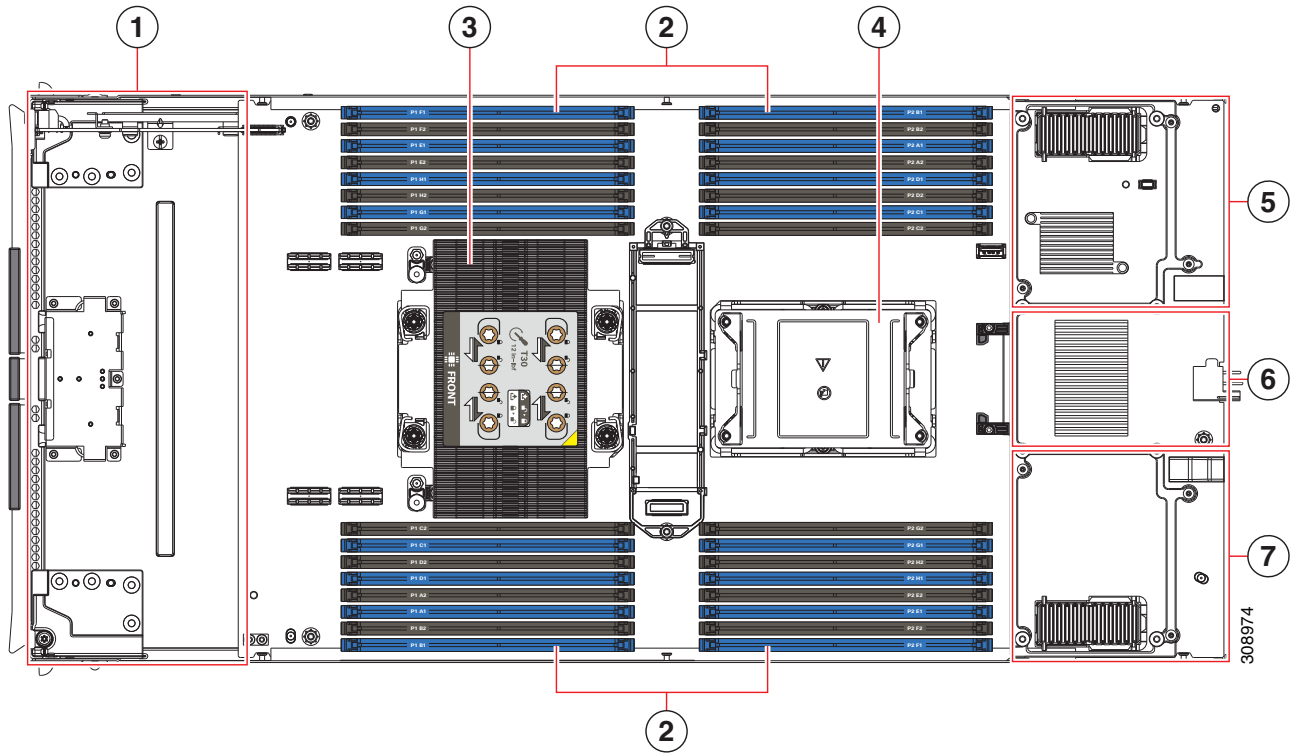 1
2
3
4
P1 F1
P2 B1
P1 F2
P2 B2
P1 E1
P2 A1
P1 E2
P2 A2
P1 H1
P2 D1
P1 H2
P2 D2
P1 G1
P2 C1
P1 G2
P2 C2
5
T30
12 in-lbf
FRONT
6
P1 C2
P2 G2
P1 C1
P2 G1
P1 D2
P2 H2
P1 D1
P2 H1
P1 A2
P2 E2
P1 A1
P2 E1
P1 B2
P2 F2
P1 B1
P2 F1
7
308974
2